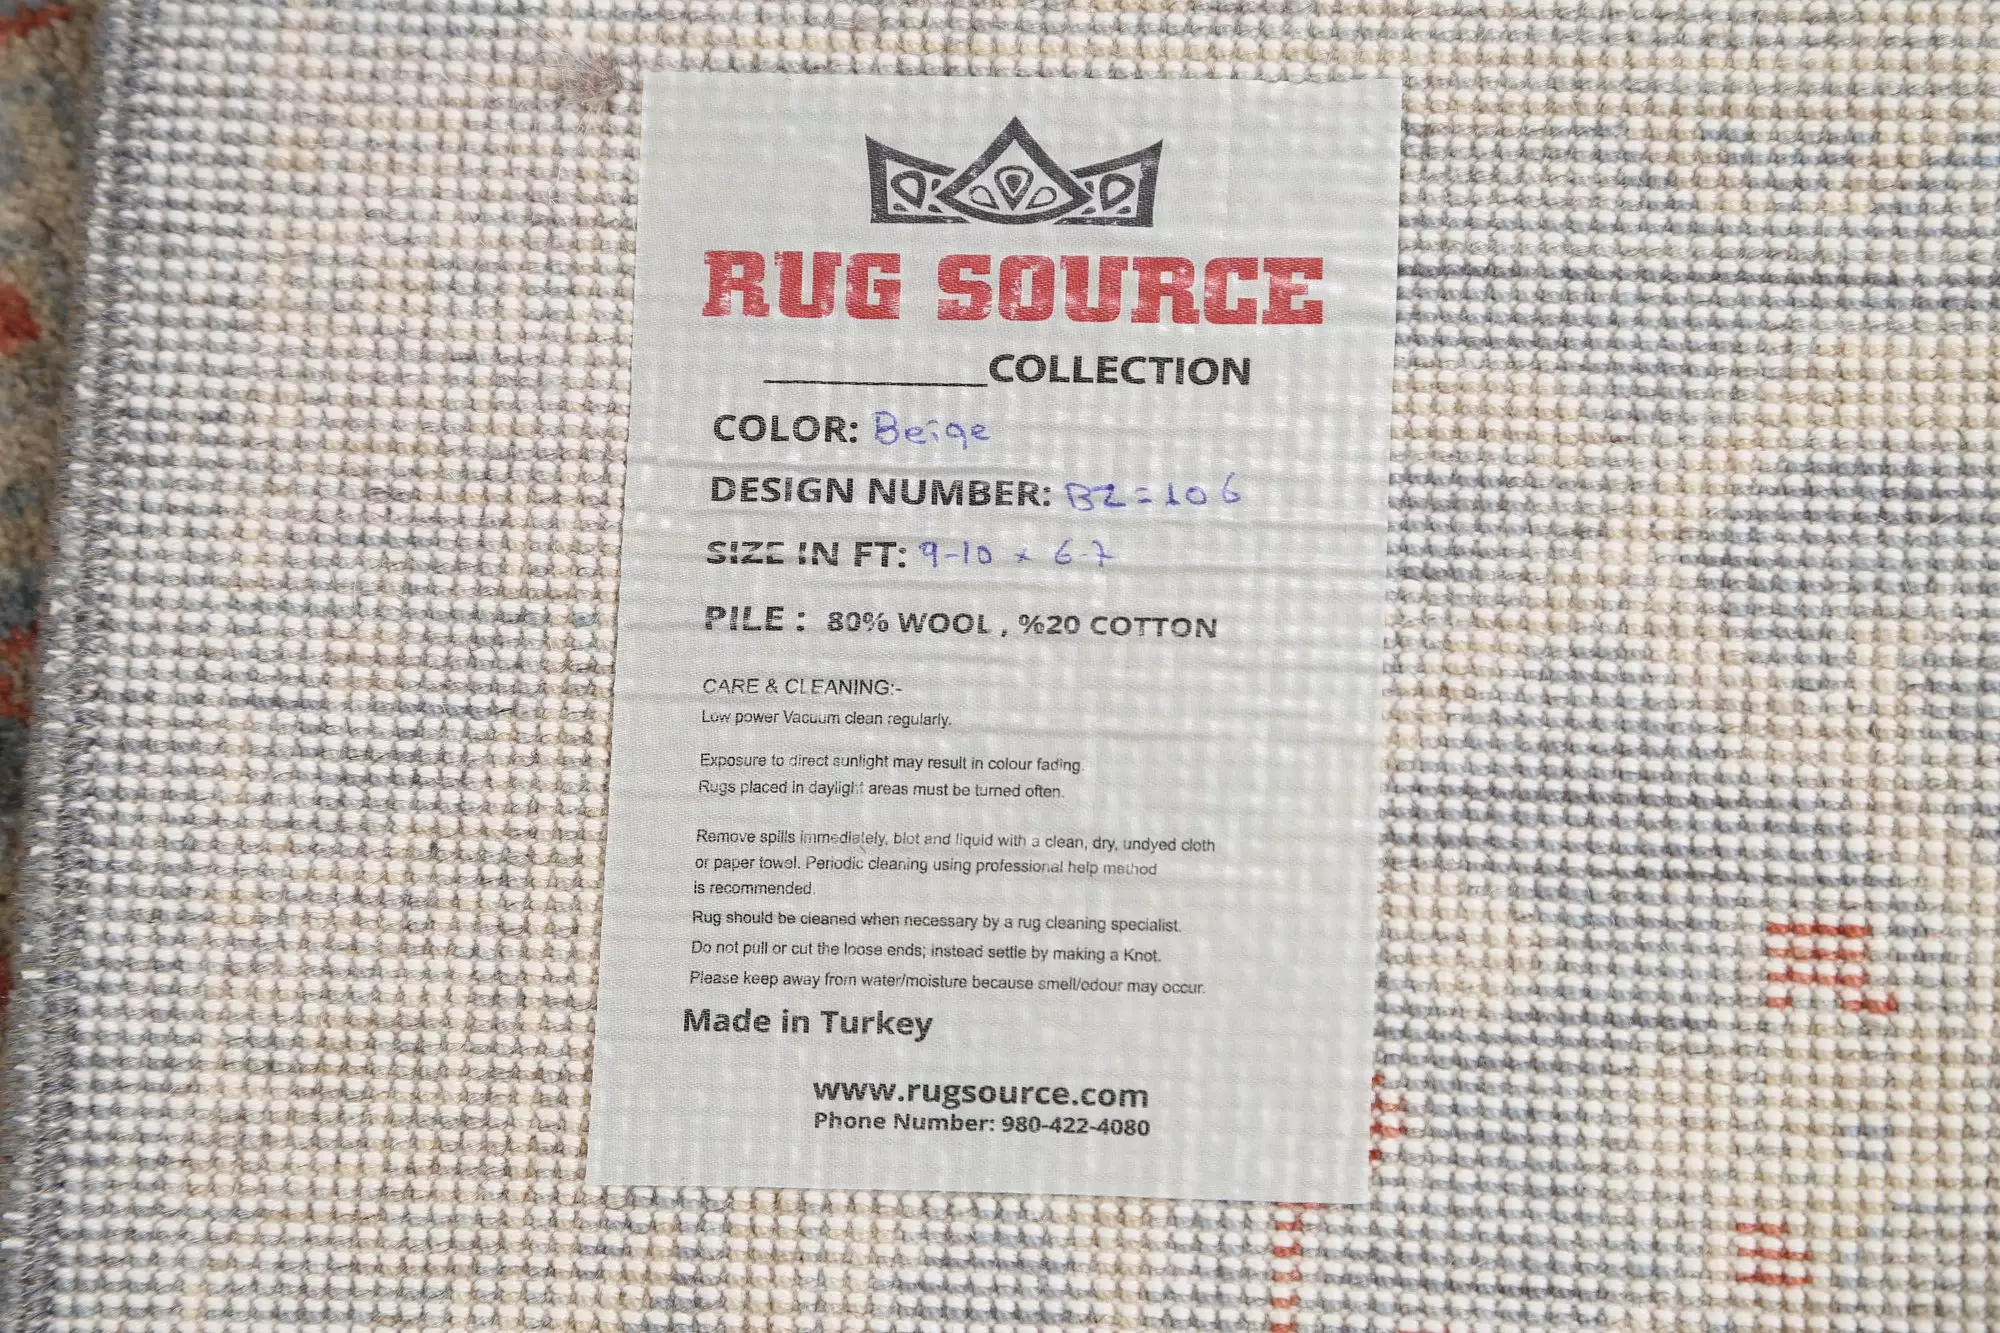 RUG SOURCE
____________COLLECTION
COLOR: Beige
DESIGN NUMBER: BZ=106
SIZE IN FT: 9-10 x 6-7
PILE : 80% WOOL , %20 COTTON
CARE & CLEANING:-
Low power Vacuum clean regularly.
Exposure to direct sunlight may result in colour fading.
Rugs placed in daylight areas must be turned often.
Remove spills immediately, blot and liquid with a clean, dry, undyed cloth
or paper towel. Periodic cleaning using professional help method
is recommended.
Rug should be cleaned when necessary by a rug cleaning specialist.
Do not pull or cut the loose ends; instead settle by making a Knot.
Please keep away from water/moisture because smell/odour may occur.
Made in Turkey
www.rugsource.com
Phone Number: 980-422-4080